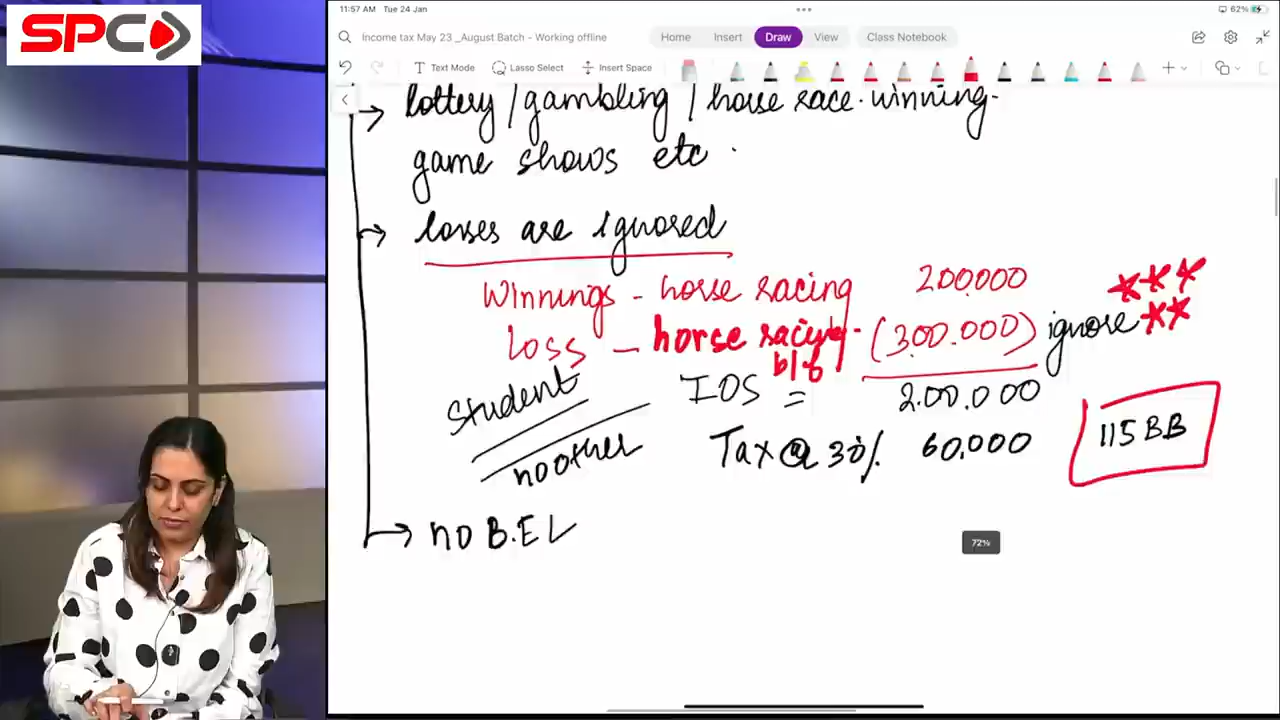 SPC
11:57 AM Tue 24 Jan
62%
Income tax May 23 _August Batch - Working offline
Home Insert Draw View Class Notebook
Text Mode Lasso Select Insert Space
lottery / gambling / horse race winning.
game shows etc.
losses are ignored
Winnings - horse racing 200000
Loss - horse racing. (300.000) ignore
b/f
Student IOS = 2.00.000
no other Tax @ 30% 60,000
115 BB
no B.E L
72%